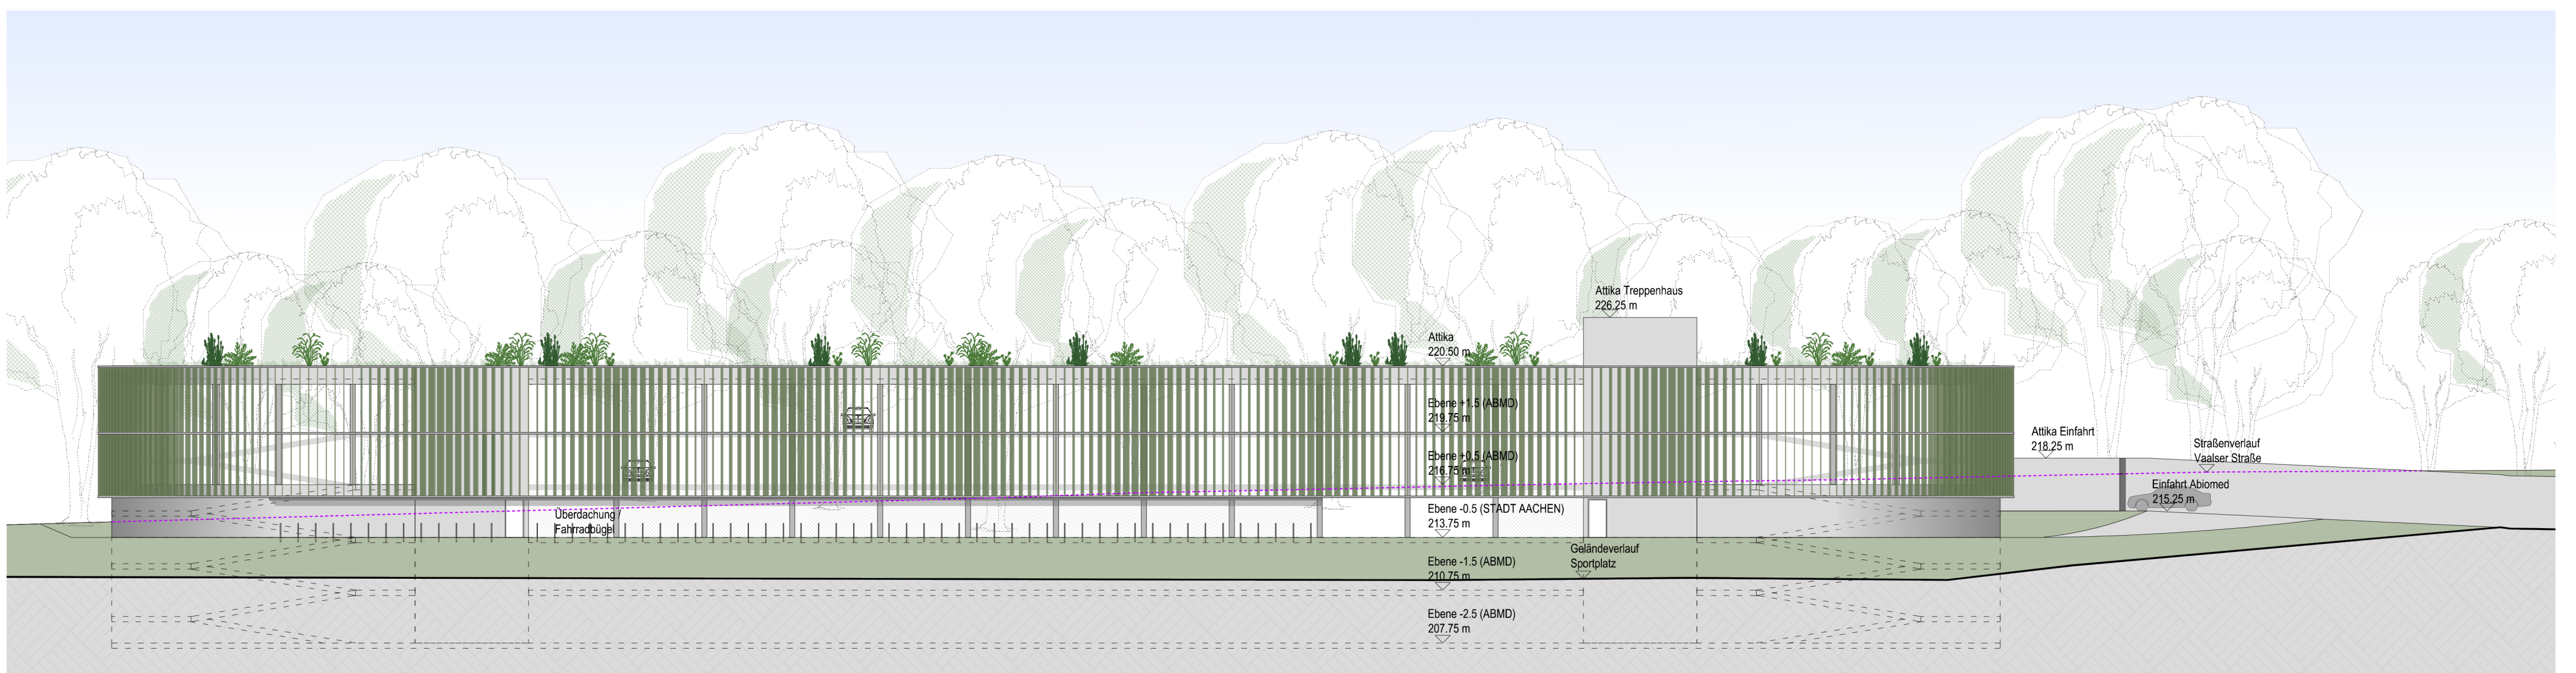 Attika Treppenhaus
226.25 m
Attika
220.50 m
Ebene +1.5 (ABMD)
219.75 m
Attika Einfahrt
218.25 m
Straßenverlauf
Vaalser Straße
Ebene +0.5 (ABMD)
216.75 m
Einfahrt Abiomed
215.25 m
Überdachung /
Fahrradbügel
Ebene -0.5 (STADT AACHEN)
213.75 m
Geländeverlauf
Sportplatz
Ebene -1.5 (ABMD)
210.75 m
Ebene -2.5 (ABMD)
207.75 m